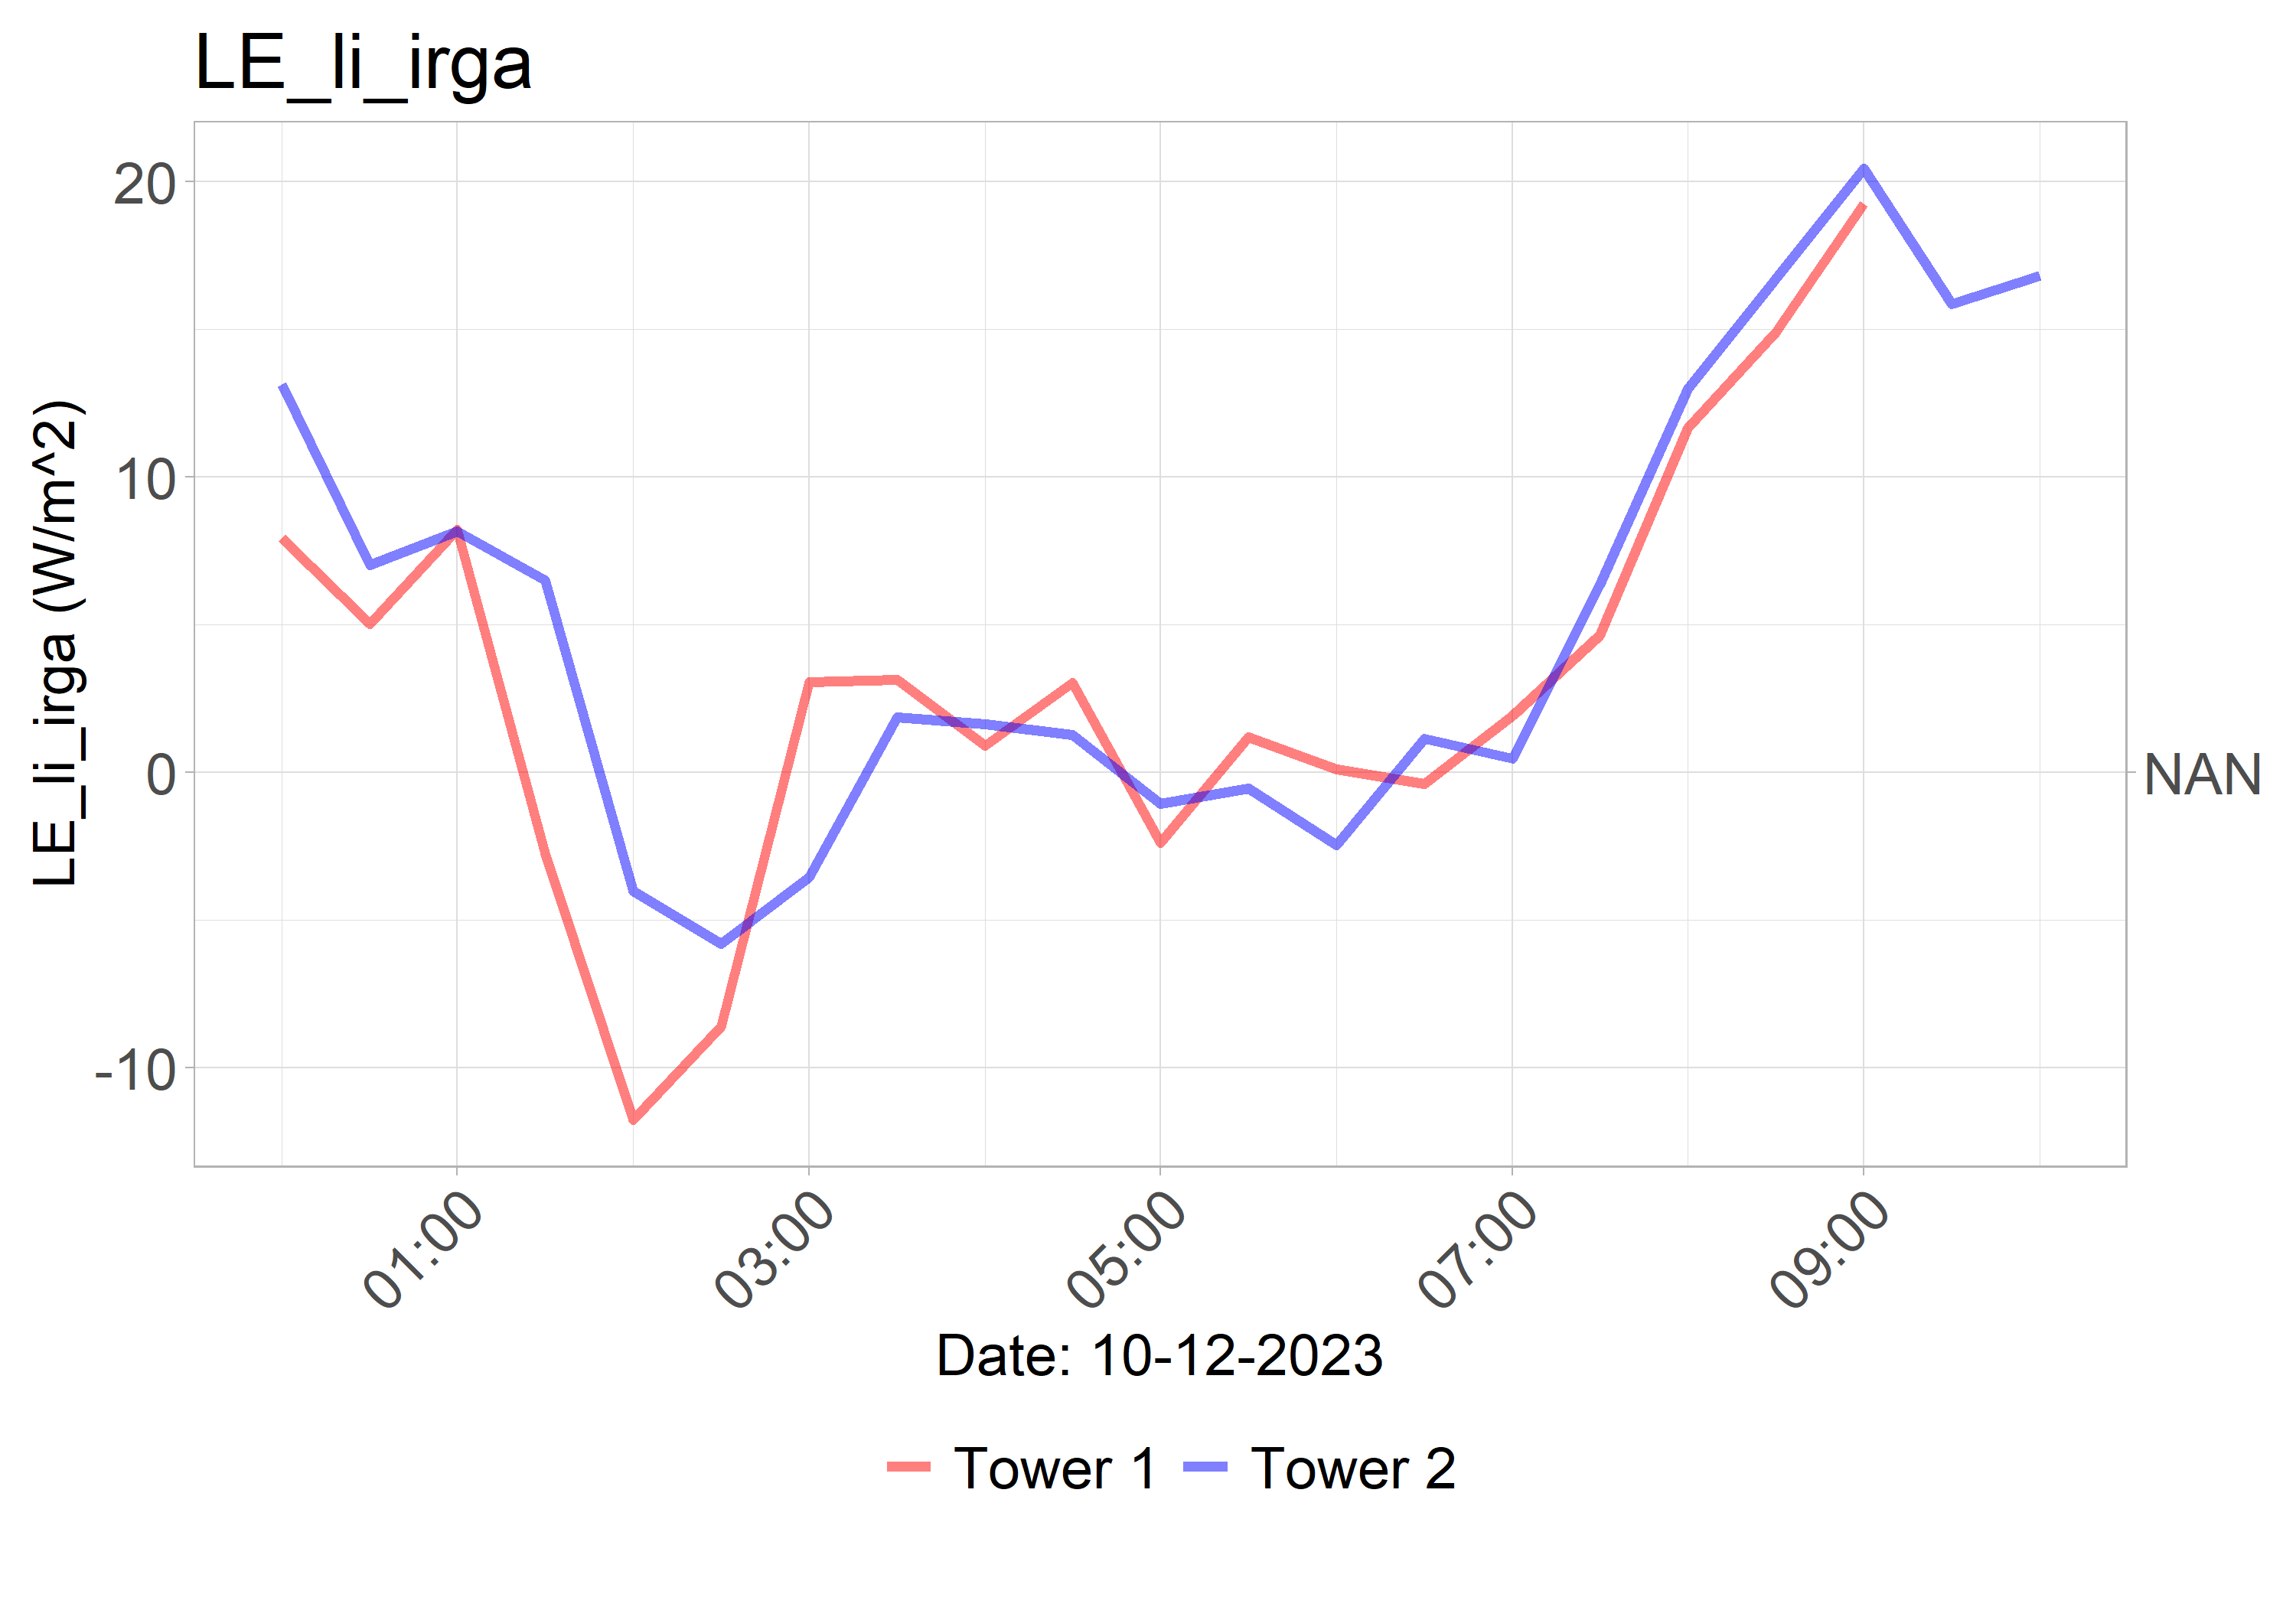 LE_li_irga
LE_li_irga (W/m^2)
20
10
0
-10
NAN
01:00
03:00
05:00
07:00
09:00
Date: 10-12-2023
Tower 1
Tower 2